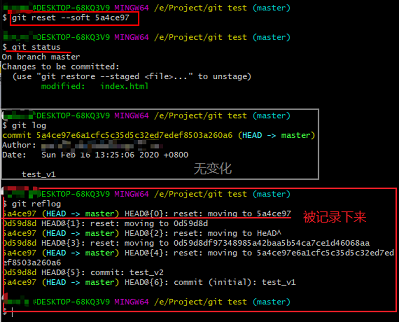 @DESKTOP-68KQ3V9 MINGW64 /e/Project/git test (master)
$ git reset --soft 5a4ce97
@DESKTOP-68KQ3V9 MINGW64 /e/Project/git test (master)
$ git status
On branch master
Changes to be committed:
(use "git restore --staged <file>..." to unstage)
modified: index.html
@DESKTOP-68KQ3V9 MINGW64 /e/Project/git test (master)
$ git log
commit 5a4ce97e6a1cfc5c35d5c32ed7edef8503a260a6 (HEAD -> master)
Author:
Date: Sun Feb 16 13:25:06 2020 +0800
无变化
test_v1
@DESKTOP-68KQ3V9 MINGW64 /e/Project/git test (master)
$ git reflog
5a4ce97 (HEAD -> master) HEAD@{0}: reset: moving to 5a4ce97 被记录下来
0d59d8d HEAD@{1}: reset: moving to 0d59d8d
5a4ce97 (HEAD -> master) HEAD@{2}: reset: moving to HeAD^
0d59d8d HEAD@{3}: reset: moving to 0d59d8df97348985a42baa5b54ca7ce1d46068aa
5a4ce97 (HEAD -> master) HEAD@{4}: reset: moving to 5a4ce97e6a1cfc5c35d5c32ed7ed
ef8503a260a6
0d59d8d HEAD@{5}: commit: test_v2
5a4ce97 (HEAD -> master) HEAD@{6}: commit (initial): test_v1
@DESKTOP-68KQ3V9 MINGW64 /e/Project/git test (master)
$